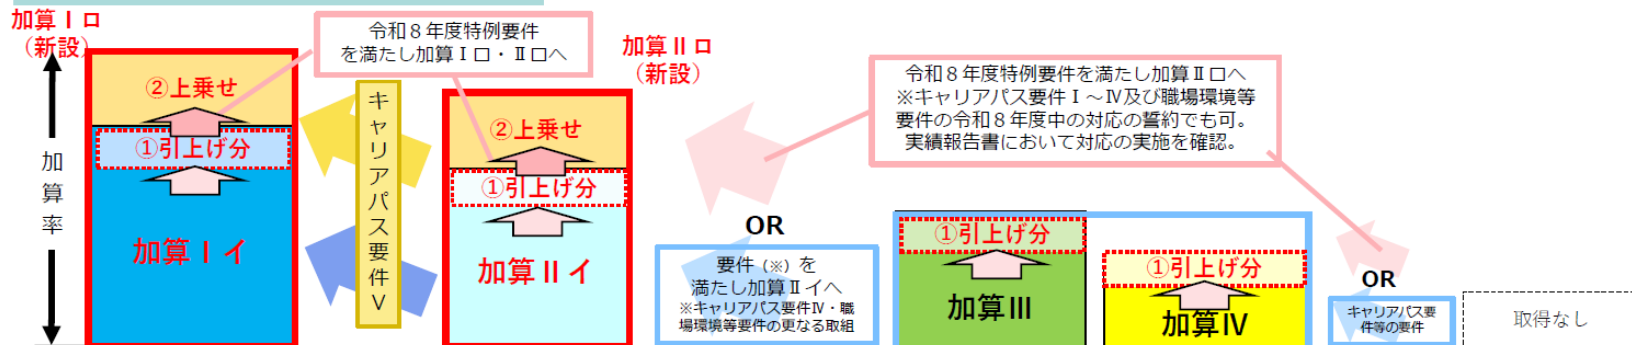 加算Ⅰロ
（新設）
加算率
②上乗せ
①引上げ分
加算Ⅰイ
令和８年度特例要件
を満たし加算Ⅰロ・Ⅱロへ
キャリアパス要件Ⅴ
加算Ⅱロ
（新設）
②上乗せ
①引上げ分
加算Ⅱイ
OR
要件（※）を
満たし加算Ⅱイへ
※キャリアパス要件Ⅳ・職
場環境等要件の更なる取組
令和８年度特例要件を満たし加算Ⅱロへ
※キャリアパス要件Ⅰ～Ⅳ及び職場環境等
要件の令和８年度中の対応の誓約でも可。
実績報告書において対応の実施を確認。
①引上げ分
加算Ⅲ
①引上げ分
加算Ⅳ
OR
キャリアパス要
件等の要件
取得なし